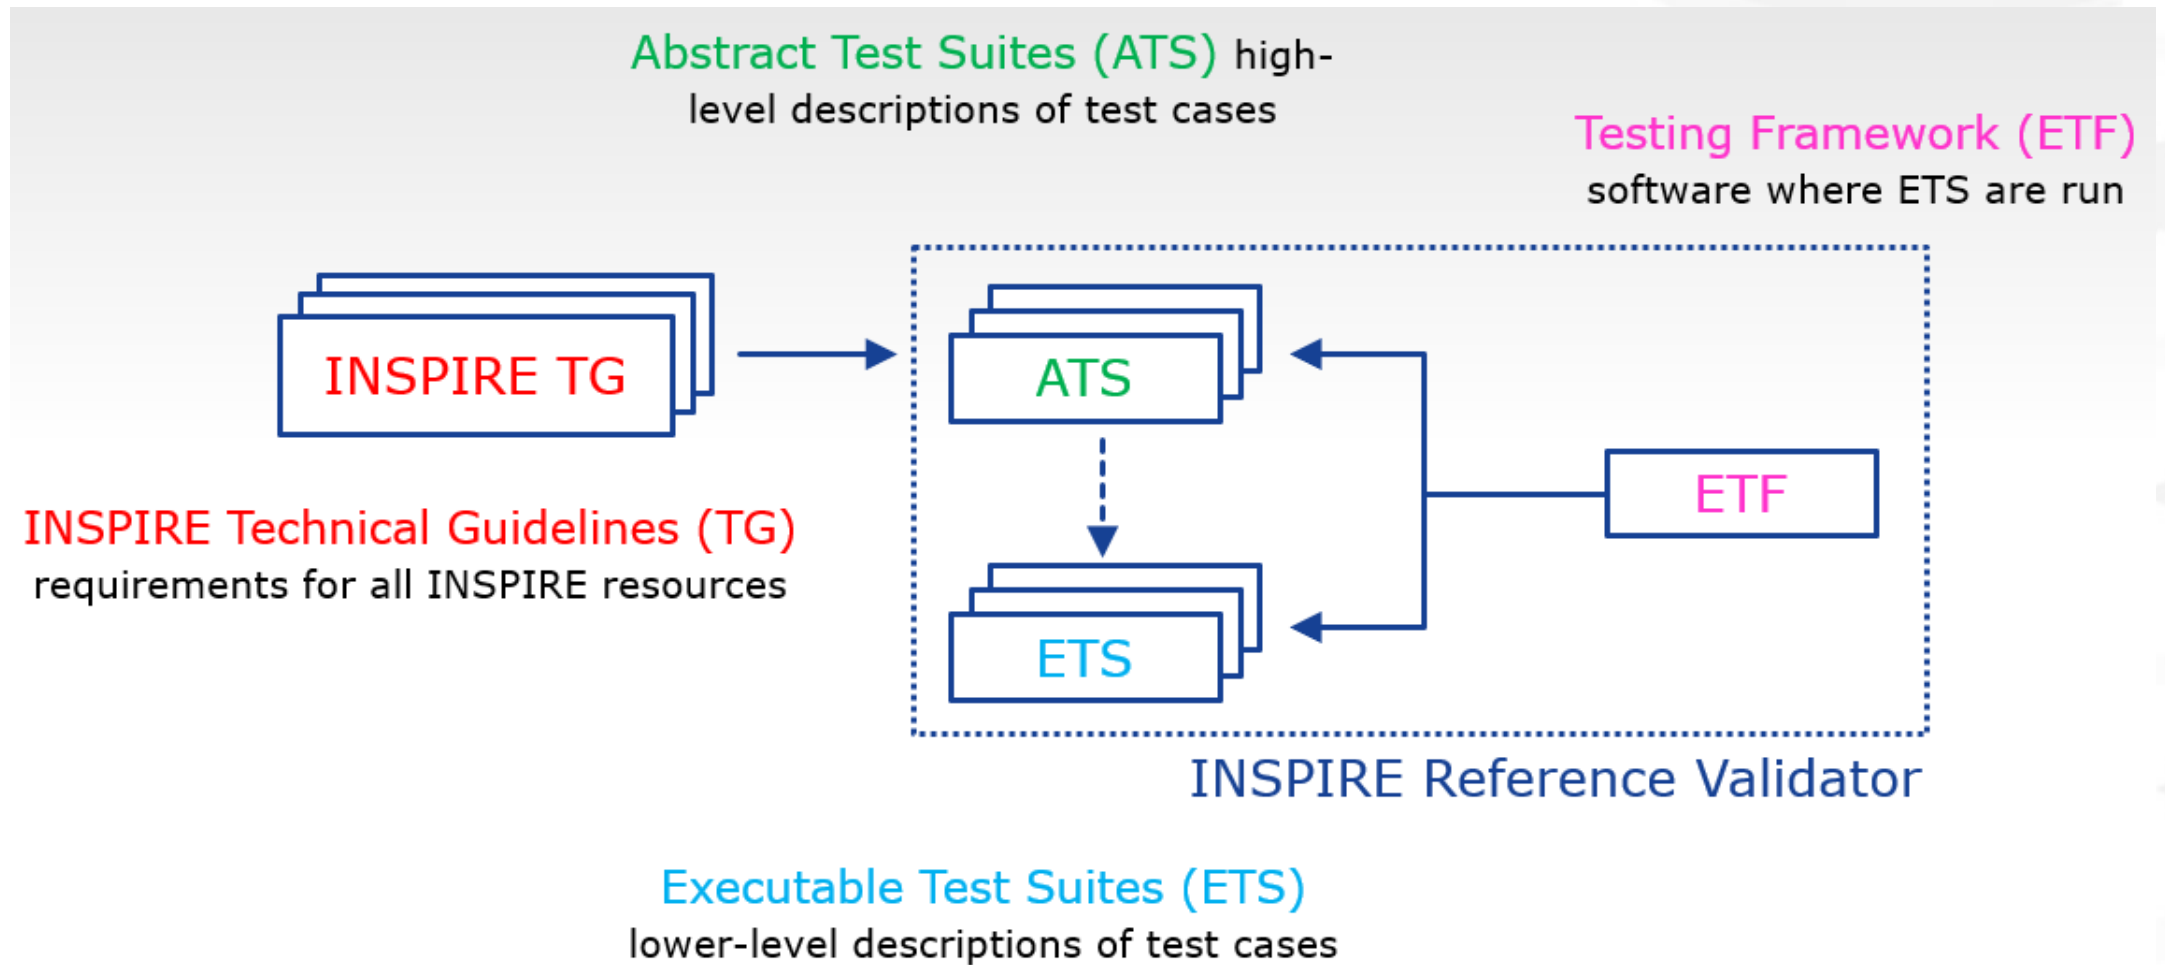 Abstract Test Suites (ATS) high-
level descriptions of test cases
Testing Framework (ETF)
software where ETS are run
INSPIRE TG
ATS
ETF
INSPIRE Technical Guidelines (TG)
requirements for all INSPIRE resources
ETS
INSPIRE Reference Validator
Executable Test Suites (ETS)
lower-level descriptions of test cases